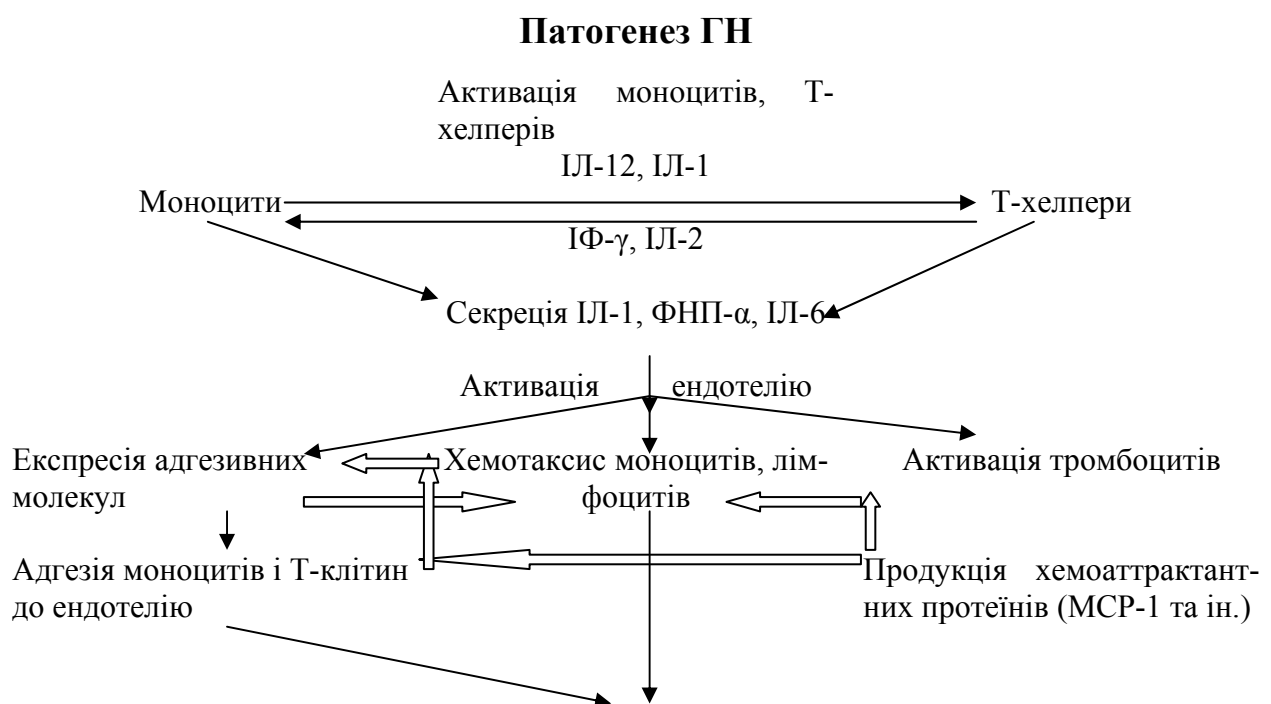 Патогенез ГН
Активація моноцитів, Т-
хелперів
ІЛ-12, ІЛ-1
Моноцити
Т-хелпери
ІФ-γ, ІЛ-2
Секреція ІЛ-1, ФНП-α, ІЛ-6
Активація ендотелію
Експресія адгезивних
молекул
Хемотаксис моноцитів, лім-
фоцитів
Активація тромбоцитів
Адгезія моноцитів і Т-клітин
до ендотелію
Продукція хемоаттрактант-
них протеїнів (МСР-1 та ін.)